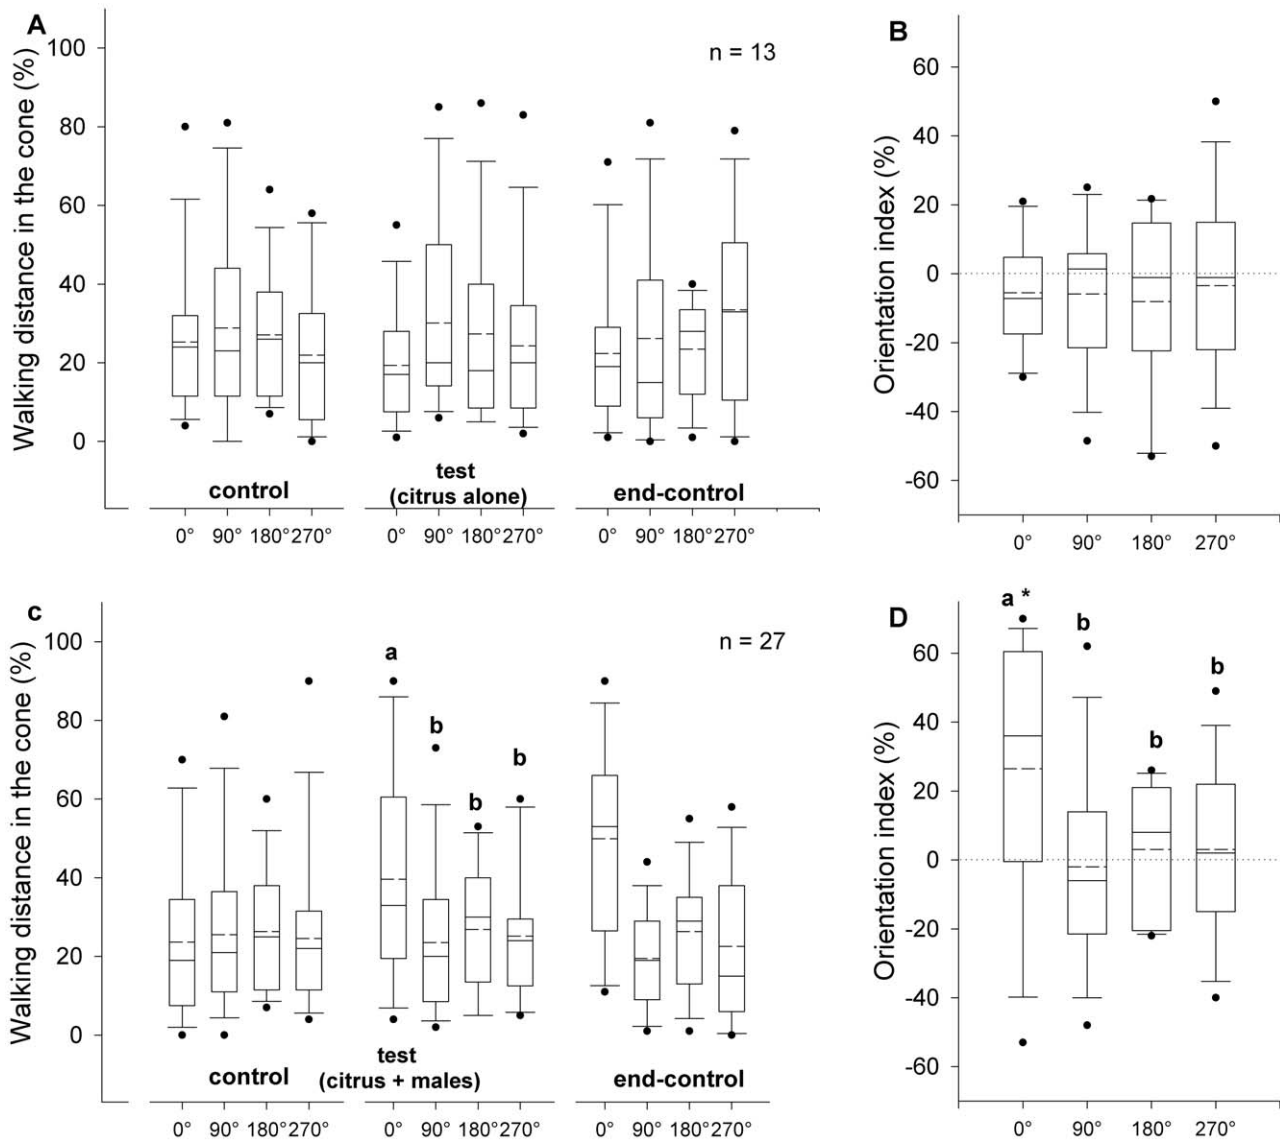 A
Walking distance in the cone (%)
100
80
60
40
20
0
n = 13
control
test
(citrus alone)
end-control
0° 90° 180° 270° 0° 90° 180° 270° 0° 90° 180° 270°
B
Orientation index (%)
60
40
20
0
-20
-40
-60
0° 90° 180° 270°
c
Walking distance in the cone (%)
100
80
60
40
20
0
n = 27
a
b
b
b
control
test
(citrus + males)
end-control
0° 90° 180° 270° 0° 90° 180° 270° 0° 90° 180° 270°
D
Orientation index (%)
60
40
20
0
-20
-40
-60
a *
b
b
b
0° 90° 180° 270°